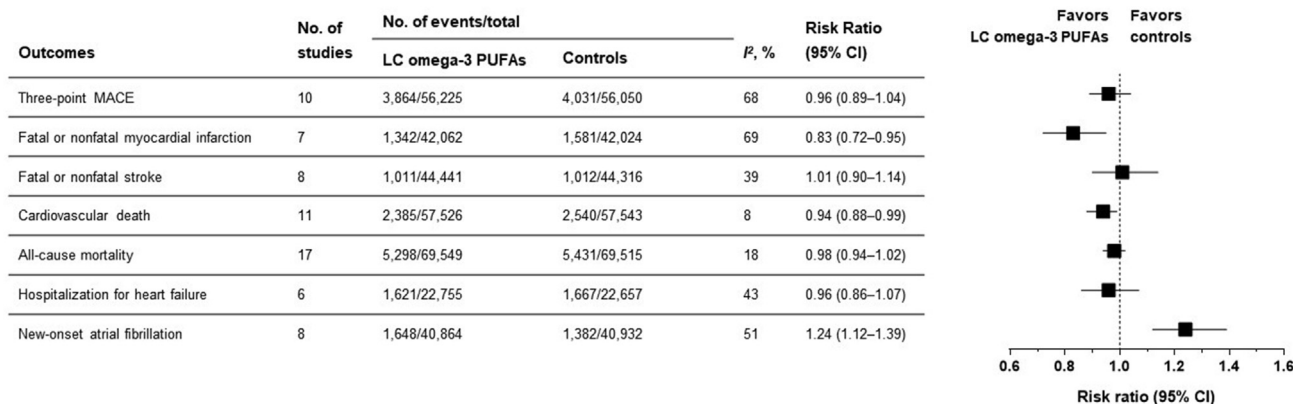 Outcomes No. of studies No. of events/total I², % Risk Ratio (95% CI)
LC omega-3 PUFAs Controls
Favors LC omega-3 PUFAs Favors controls
Three-point MACE 10 3,864/56,225 4,031/56,050 68 0.96 (0.89–1.04)
Fatal or nonfatal myocardial infarction 7 1,342/42,062 1,581/42,024 69 0.83 (0.72–0.95)
Fatal or nonfatal stroke 8 1,011/44,441 1,012/44,316 39 1.01 (0.90–1.14)
Cardiovascular death 11 2,385/57,526 2,540/57,543 8 0.94 (0.88–0.99)
All-cause mortality 17 5,298/69,549 5,431/69,515 18 0.98 (0.94–1.02)
Hospitalization for heart failure 6 1,621/22,755 1,667/22,657 43 0.96 (0.86–1.07)
New-onset atrial fibrillation 8 1,648/40,864 1,382/40,932 51 1.24 (1.12–1.39)
0.6 0.8 1.0 1.2 1.4 1.6
Risk ratio (95% CI)